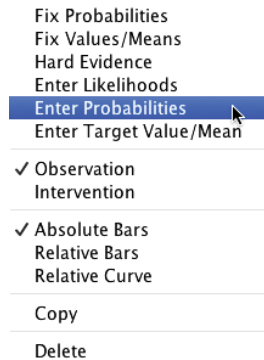 Fix Probabilities
Fix Values/Means
Hard Evidence
Enter Likelihoods
Enter Probabilities
Enter Target Value/Mean
✓ Observation
Intervention
✓ Absolute Bars
Relative Bars
Relative Curve
Copy
Delete